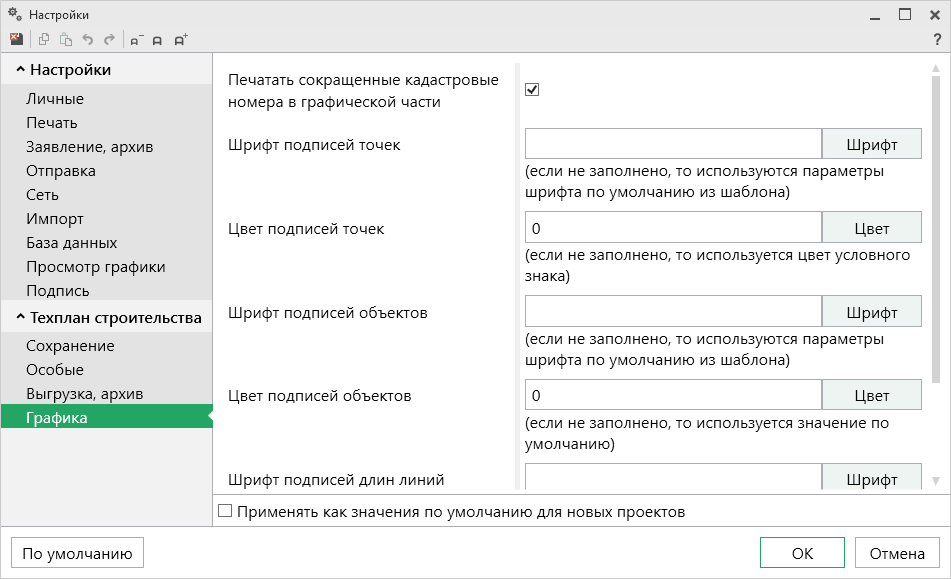 Настройки
?
Настройки
Личные
Печать
Заявление, архив
Отправка
Сеть
Импорт
База данных
Просмотр графики
Подпись
Техплан строительства
Сохранение
Особые
Выгрузка, архив
Графика
Печатать сокращенные кадастровые
номера в графической части
Шрифт подписей точек
Шрифт
(если не заполнено, то используются параметры
шрифта по умолчанию из шаблона)
Цвет подписей точек
0
Цвет
(если не заполнено, то используется цвет условного
знака)
Шрифт подписей объектов
Шрифт
(если не заполнено, то используются параметры
шрифта по умолчанию из шаблона)
Цвет подписей объектов
0
Цвет
(если не заполнено, то используется значение по
умолчанию)
Шрифт подписей длин линий
Шрифт
Применять как значения по умолчанию для новых проектов
По умолчанию
ОК
Отмена